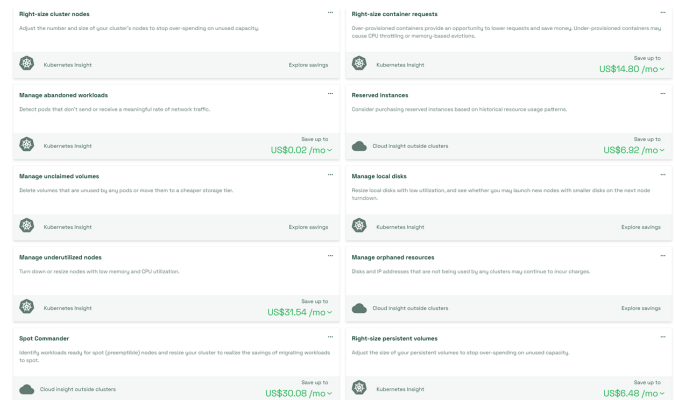 Right-size cluster nodes
Adjust the number and size of your cluster's nodes to stop over-spending on unused capacity.
Kubernetes Insight
Explore savings
Right-size container requests
Over-provisioned containers provide an opportunity to lower requests and save money. Under-provisioned containers may
cause CPU throttling or memory-based evictions.
Kubernetes Insight
Save up to
US$14.80 /mo
Manage abandoned workloads
Detect pods that don't send or receive a meaningful rate of network traffic.
Kubernetes Insight
Save up to
US$0.02 /mo
Reserved instances
Consider purchasing reserved instances based on historical resource usage patterns.
Cloud insight outside clusters
Save up to
US$6.92 /mo
Manage unclaimed volumes
Delete volumes that are unused by any pods or move them to a cheaper storage tier.
Kubernetes Insight
Explore savings
Manage local disks
Resize local disks with low utilization, and see whether you may launch new nodes with smaller disks on the next node
turndown.
Kubernetes Insight
Explore savings
Manage underutilized nodes
Turn down or resize nodes with low memory and CPU utilization.
Kubernetes Insight
Save up to
US$31.54 /mo
Manage orphaned resources
Disks and IP addresses that are not being used by any clusters may continue to incur charges.
Cloud insight outside clusters
Explore savings
Spot Commander
Identify workloads ready for spot (preemptible) nodes and resize your cluster to realize the savings of migrating workloads
to spot.
Cloud insight outside clusters
Save up to
US$30.08 /mo
Right-size persistent volumes
Adjust the size of your persistent volumes to stop over-spending on unused capacity.
Kubernetes Insight
Save up to
US$6.48 /mo